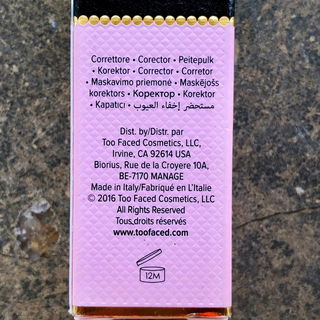 Correttore • Corector • Peitepulk
• Korektor • Corrector • Corretor
• Maskavimo priemonė • Maskējošs
korektors • Коректор • Korektor
• Kapatıcı • مستحضر إخفاء العيوب
Dist. by/Distr. par
Too Faced Cosmetics, LLC,
Irvine, CA 92614 USA
Biorius, Rue de la Croyere 10A,
BE-7170 MANAGE
Made in Italy/Fabriqué en L'Italie
© 2016 Too Faced Cosmetics, LLC
All Rights Reserved
Tous droits réservés
www.toofaced.com
12M